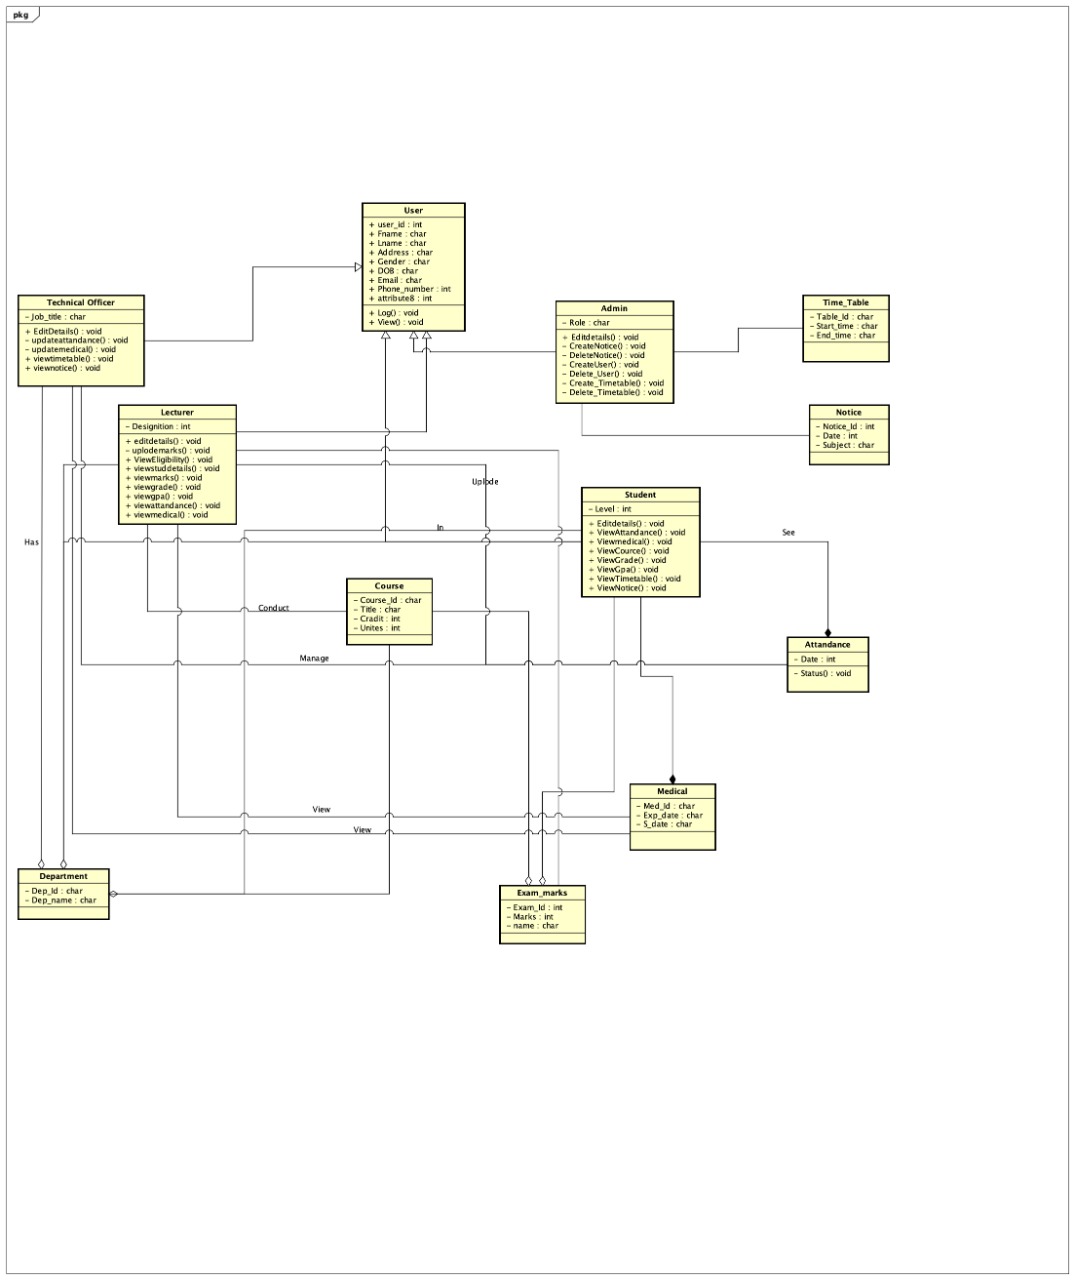 pkg
User
+ user_id : int
+ Fname : char
+ Lname : char
+ Address : char
+ Gender : char
+ DOB : char
+ Email : char
+ Phone_number : int
+ attribute8 : int
+ Log() : void
+ View() : void
Technical Officer
- Job_title : char
+ EditDetails() : void
- updateattandance() : void
- updatemedical() : void
+ viewtimetable() : void
+ viewnotice() : void
Admin
- Role : char
+ Editdetails() : void
- CreateNotice() : void
- DeleteNotice() : void
- CreateUser() : void
- Delete_User() : void
- Create_Timetable() : void
- Delete_Timetable() : void
Time_Table
- Table_Id : char
- Start_time : char
- End_time : char
Notice
- Notice_Id : int
- Date : int
- Subject : char
Lecturer
- Designition : int
+ editdetails() : void
- uplodemarks() : void
+ ViewEligibility() : void
+ viewstuddetails() : void
+ viewmarks() : void
+ viewgrade() : void
+ viewgpa() : void
+ viewattandance() : void
+ viewmedical() : void
Uplode
Student
- Level : int
+ Editdetails() : void
+ ViewAttandance() : void
+ Viewmedical() : void
+ ViewCource() : void
+ ViewGrade() : void
+ ViewGpa() : void
+ ViewTimetable() : void
+ ViewNotice() : void
In
See
Has
Course
- Course_Id : char
- Title : char
- Cradit : int
- Unites : int
Conduct
Manage
Attandance
- Date : int
- Status() : void
Medical
- Med_Id : char
- Exp_date : char
- S_date : char
View
View
Department
- Dep_Id : char
- Dep_name : char
Exam_marks
- Exam_Id : int
- Marks : int
- name : char